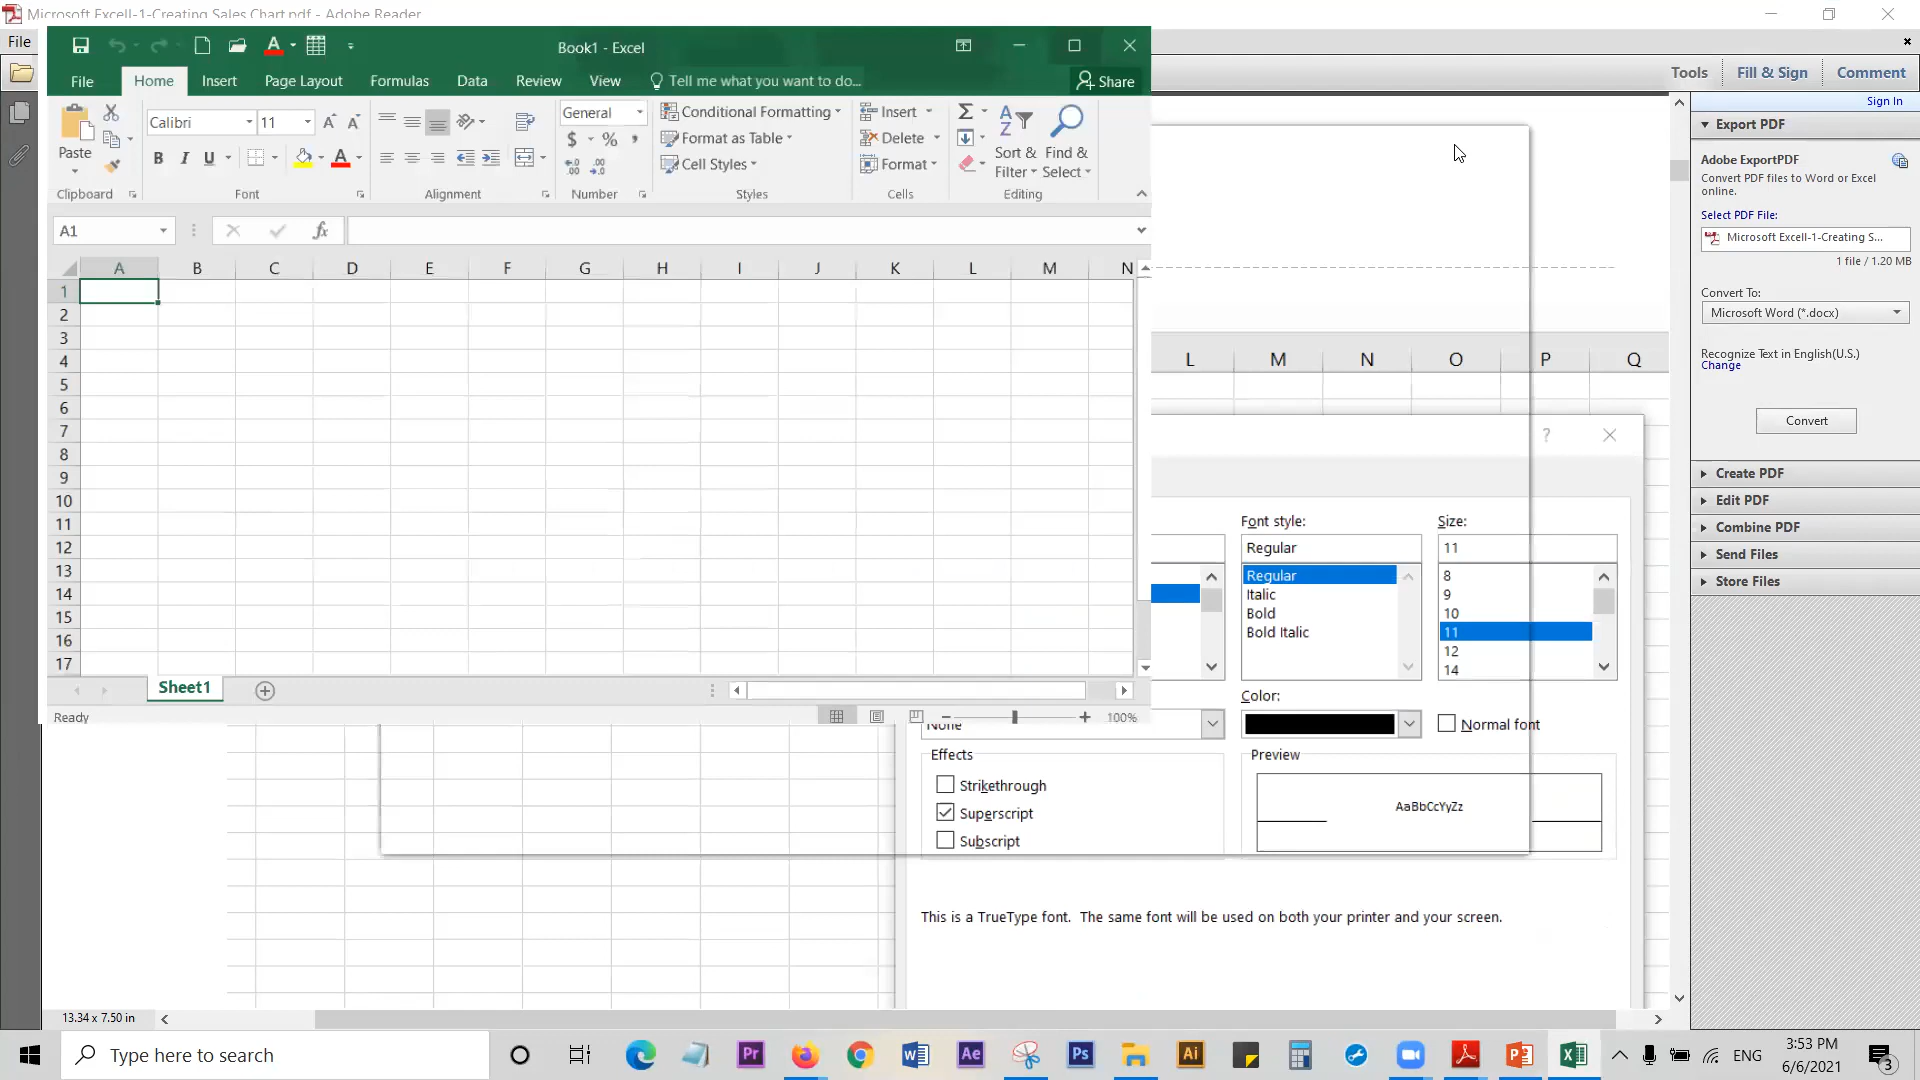 Microsoft Excell-1-Creating Sales Chart.pdf - Adobe Reader
File
Book1 - Excel
File Home Insert Page Layout Formulas Data Review View Tell me what you want to do... Share
Tools Fill & Sign Comment
Sign In
Paste
Calibri 11
B I U
General
$ % ,
Conditional Formatting
Format as Table
Cell Styles
Insert
Delete
Format
Sort & Filter
Find & Select
Clipboard Font Alignment Number Styles Cells Editing
A1 fx
A B C D E F G H I J K L M N
1
2
3
4
5
6
7
8
9
10
11
12
13
14
15
16
17
Sheet1
Ready 100%
L M N O P Q
Font style: Size:
Regular 11
Regular 8
Italic 9
Bold 10
Bold Italic 11
12
14
Color:
None Normal font
Effects Preview
Strikethrough
Superscript
Subscript
AaBbCcYyZz
This is a TrueType font. The same font will be used on both your printer and your screen.
Export PDF
Adobe ExportPDF
Convert PDF files to Word or Excel online.
Select PDF File:
Microsoft Excell-1-Creating S...
1 file / 1.20 MB
Convert To:
Microsoft Word (*.docx)
Recognize Text in English(U.S.)
Change
Convert
Create PDF
Edit PDF
Combine PDF
Send Files
Store Files
13.34 x 7.50 in
Type here to search
ENG
3:53 PM
6/6/2021
3